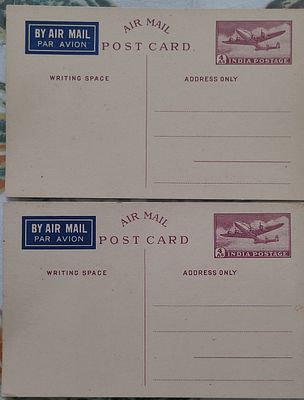 AIR MAIL
BY AIR MAIL
PAR AVION
POST CARD.
INDIA POSTAGE
WRITING SPACE
ADDRESS ONLY
AIR MAIL
BY AIR MAIL
PAR AVION
POST CARD
INDIA POSTAGE
WRITING SPACE
ADDRESS ONLY